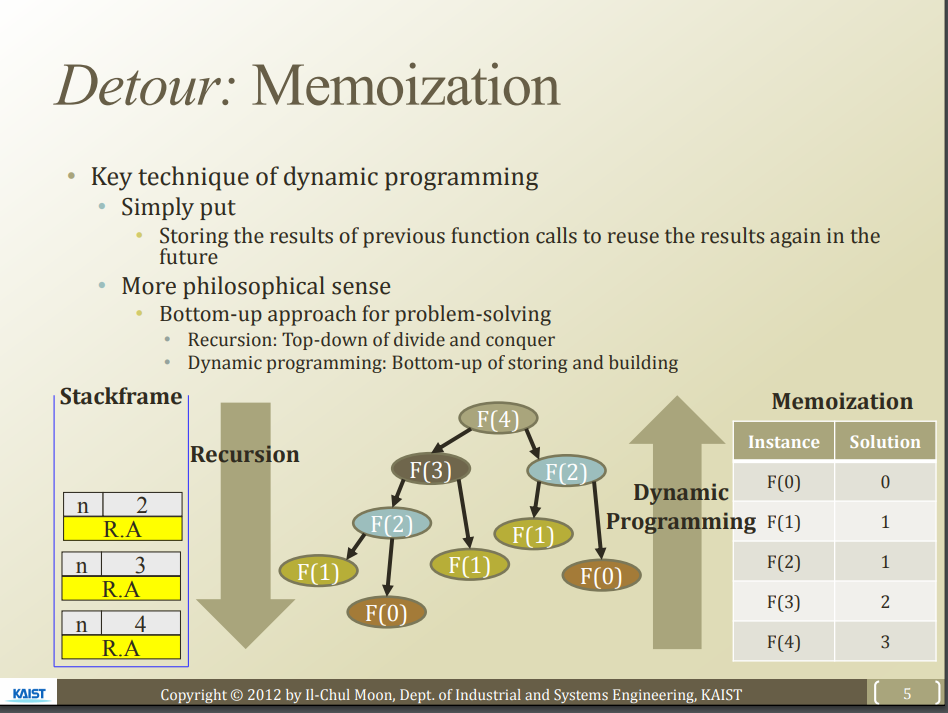 Detour: Memoization
• Key technique of dynamic programming
• Simply put
• Storing the results of previous function calls to reuse the results again in the
future
• More philosophical sense
• Bottom-up approach for problem-solving
• Recursion: Top-down of divide and conquer
• Dynamic programming: Bottom-up of storing and building
Stackframe
n 2
R.A
n 3
R.A
n 4
R.A
Recursion
F(4)
F(3)
F(2)
F(2)
F(1)
F(1)
F(1)
F(0)
F(0)
Dynamic
Programming
Memoization
Instance Solution
F(0) 0
F(1) 1
F(2) 1
F(3) 2
F(4) 3
KAIST
Copyright © 2012 by Il-Chul Moon, Dept. of Industrial and Systems Engineering, KAIST
5